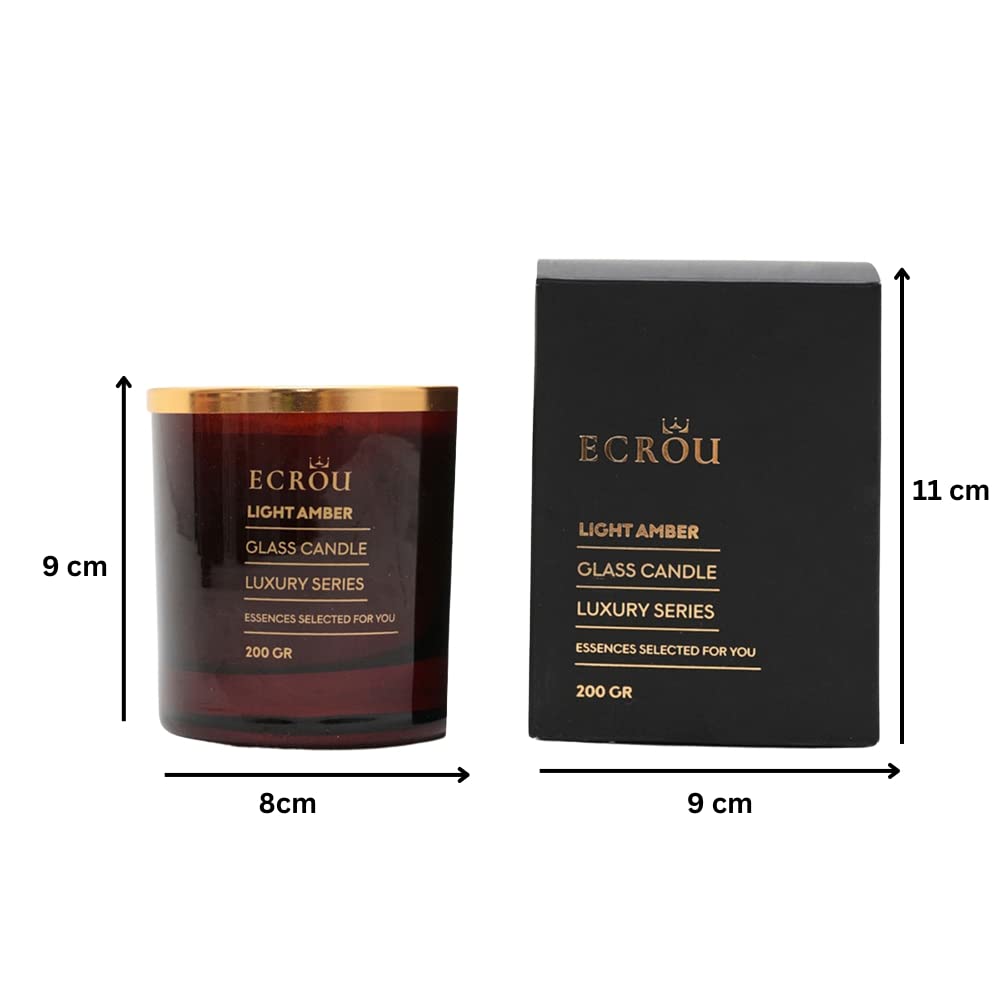 ECROU
LIGHT AMBER
GLASS CANDLE
LUXURY SERIES
ESSENCES SELECTED FOR YOU
200 GR
9 cm
8cm
ECROU
LIGHT AMBER
GLASS CANDLE
LUXURY SERIES
ESSENCES SELECTED FOR YOU
200 GR
11 cm
9 cm